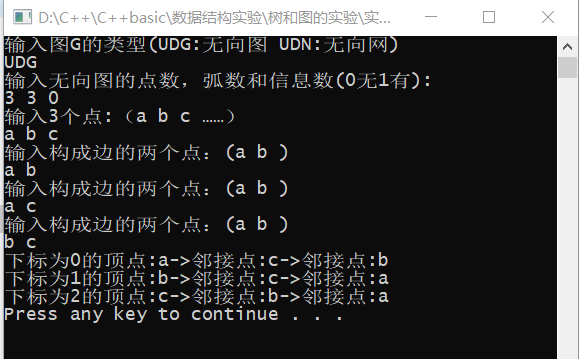 D:\C++\C++basic\数据结构实验\树和图的实验\实...
输入图G的类型(UDG:无向图 UDN:无向网)
UDG
输入无向图的点数，弧数和信息数(0无1有):
3 3 0
输入3个点:（a b c ……）
a b c
输入构成边的两个点：(a b )
a b
输入构成边的两个点：(a b )
a c
输入构成边的两个点：(a b )
b c
下标为0的顶点:a->邻接点:c->邻接点:b
下标为1的顶点:b->邻接点:c->邻接点:a
下标为2的顶点:c->邻接点:b->邻接点:a
Press any key to continue . . .